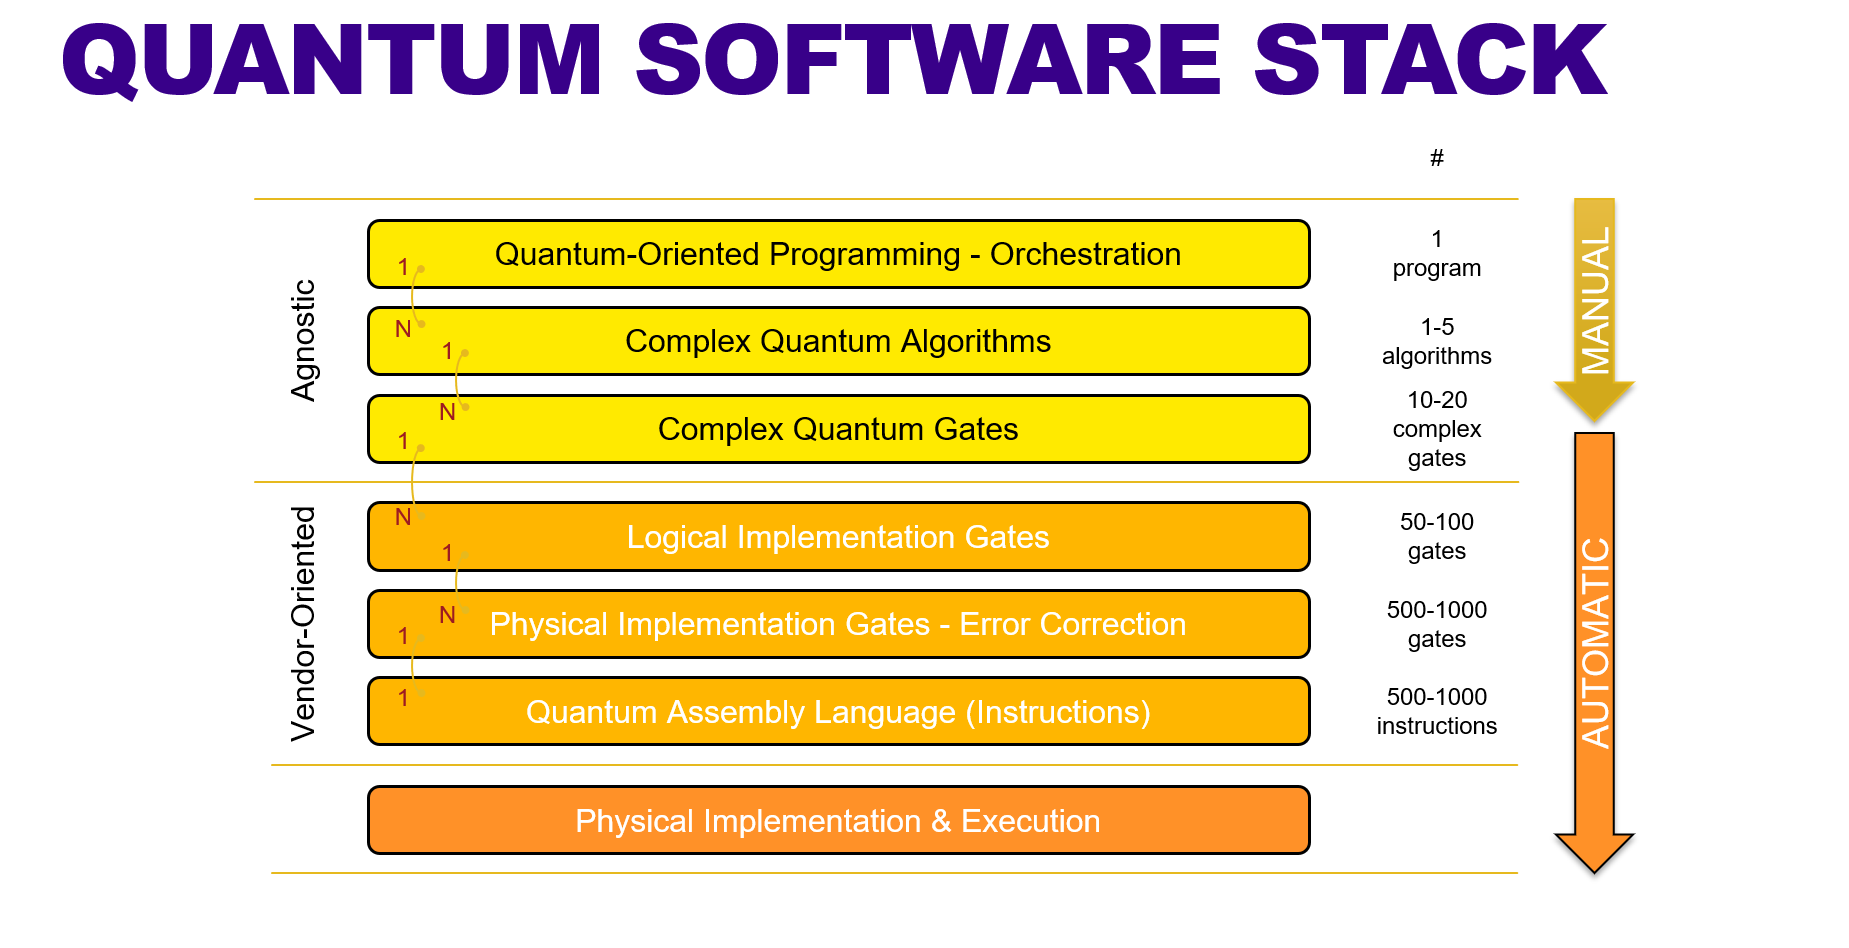 QUANTUM SOFTWARE STACK
#
Agnostic
1
Quantum-Oriented Programming - Orchestration
1
program
N
1
Complex Quantum Algorithms
1-5
algorithms
N
1
Complex Quantum Gates
10-20
complex
gates
MANUAL
Vendor-Oriented
N
1
Logical Implementation Gates
50-100
gates
N
1
Physical Implementation Gates - Error Correction
500-1000
gates
1
Quantum Assembly Language (Instructions)
500-1000
instructions
Physical Implementation & Execution
AUTOMATIC